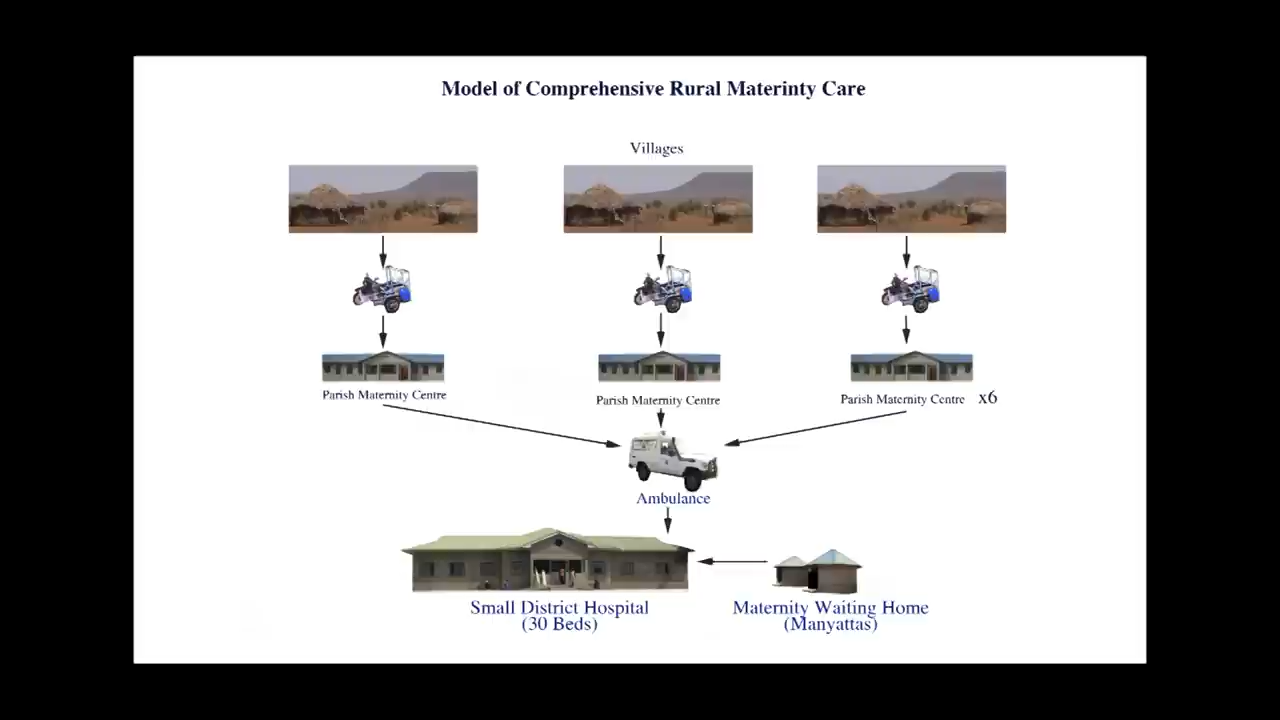 Model of Comprehensive Rural Materinty Care
Villages
Parish Maternity Centre
Parish Maternity Centre
Parish Maternity Centre x6
Ambulance
Small District Hospital
(30 Beds)
Maternity Waiting Home
(Manyattas)